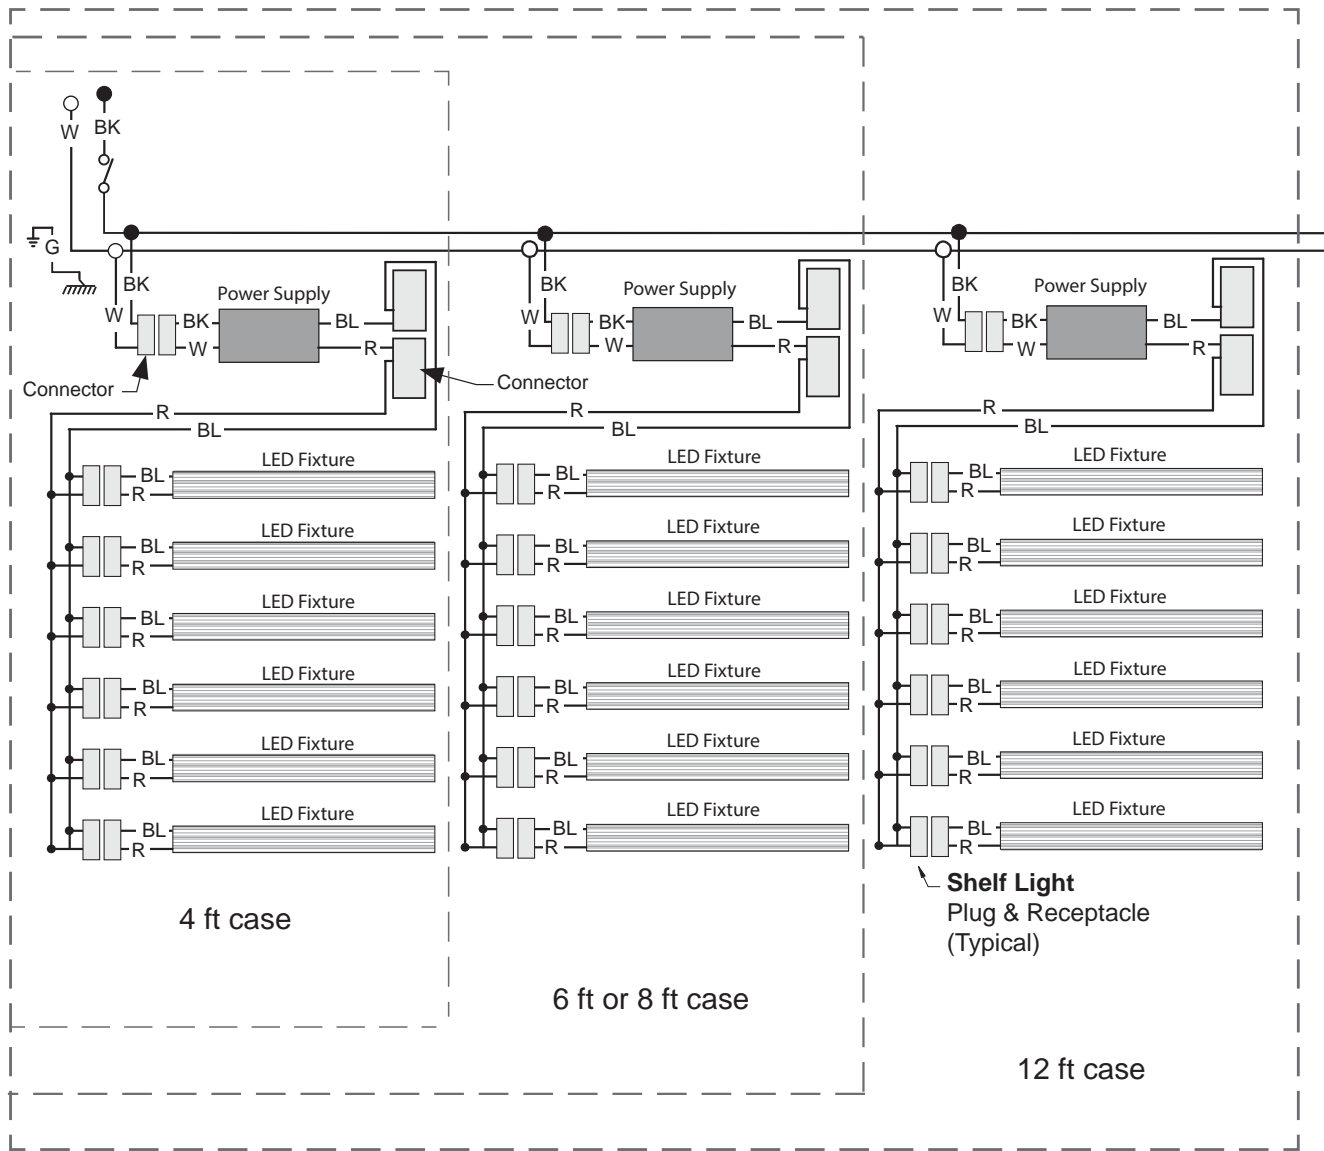 W
BK
G
BK
W
Power Supply
BK
W
BL
R
Connector
Connector
R
BL
LED Fixture
BL
R
LED Fixture
BL
R
LED Fixture
BL
R
LED Fixture
BL
R
LED Fixture
BL
R
LED Fixture
BL
R
4 ft case
BK
W
Power Supply
BK
W
BL
R
R
BL
LED Fixture
BL
R
LED Fixture
BL
R
LED Fixture
BL
R
LED Fixture
BL
R
LED Fixture
BL
R
LED Fixture
BL
R
6 ft or 8 ft case
BK
W
Power Supply
BK
W
BL
R
R
BL
LED Fixture
BL
R
LED Fixture
BL
R
LED Fixture
BL
R
LED Fixture
BL
R
LED Fixture
BL
R
LED Fixture
BL
R
Shelf Light
Plug & Receptacle
(Typical)
12 ft case